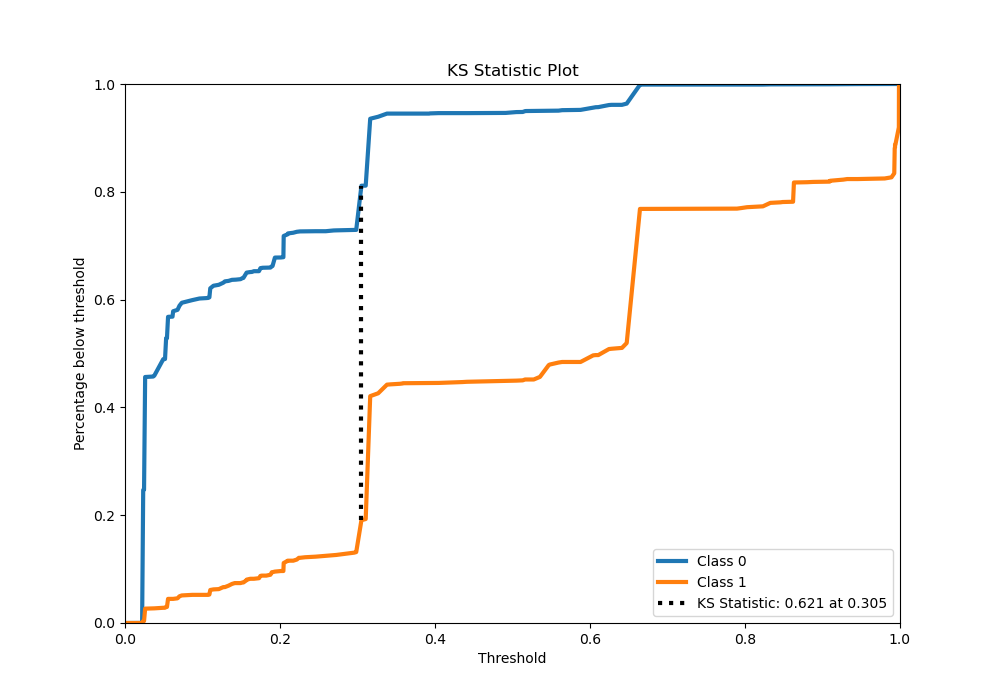 KS Statistic Plot
1.0
0.8
0.6
0.4
0.2
0.0
Percentage below threshold
0.0 0.2 0.4 0.6 0.8 1.0
Threshold
Class 0
Class 1
KS Statistic: 0.621 at 0.305